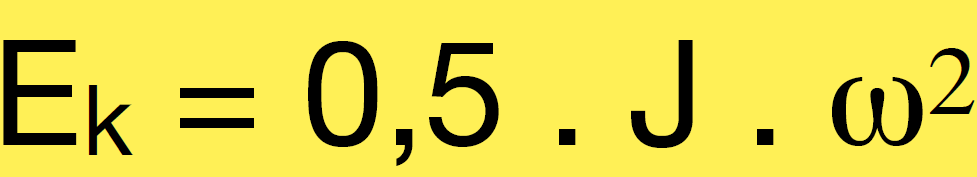 Eₖ = 0,5 . J . ω²